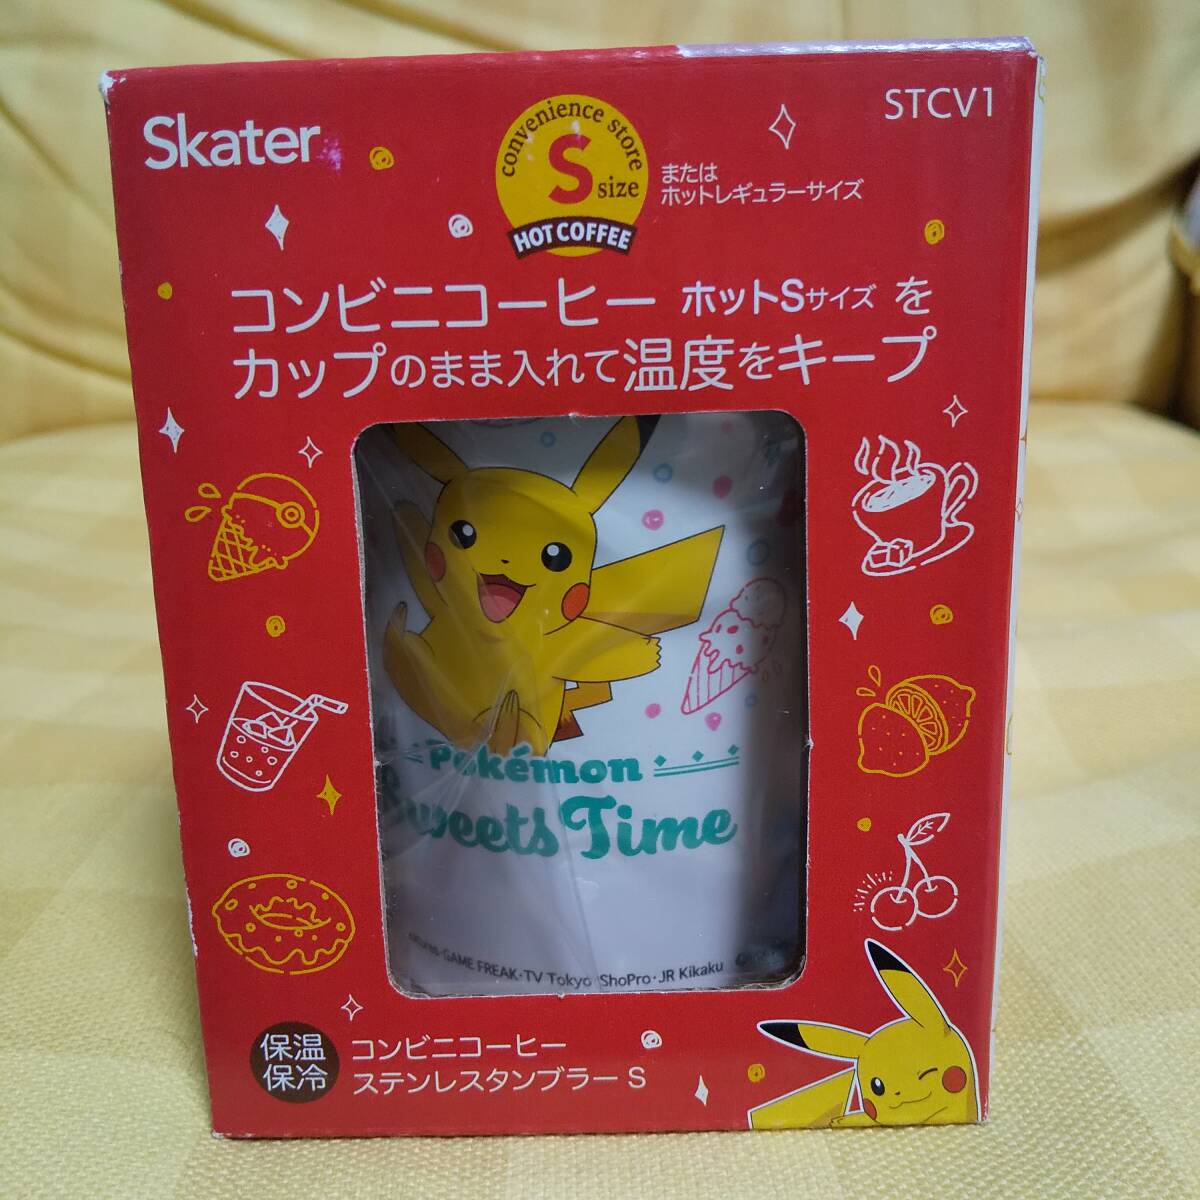 Skater
convenience store
S
size
HOT COFFEE
または
ホットレギュラーサイズ
STCV1
コンビニコーヒー ホットSサイズ を
カップのまま入れて温度をキープ
Pokémon
Sweets Time
GAME FREAK・TV Tokyo・ShoPro・JR Kikaku
保温
保冷
コンビニコーヒー
ステンレスタンブラー S